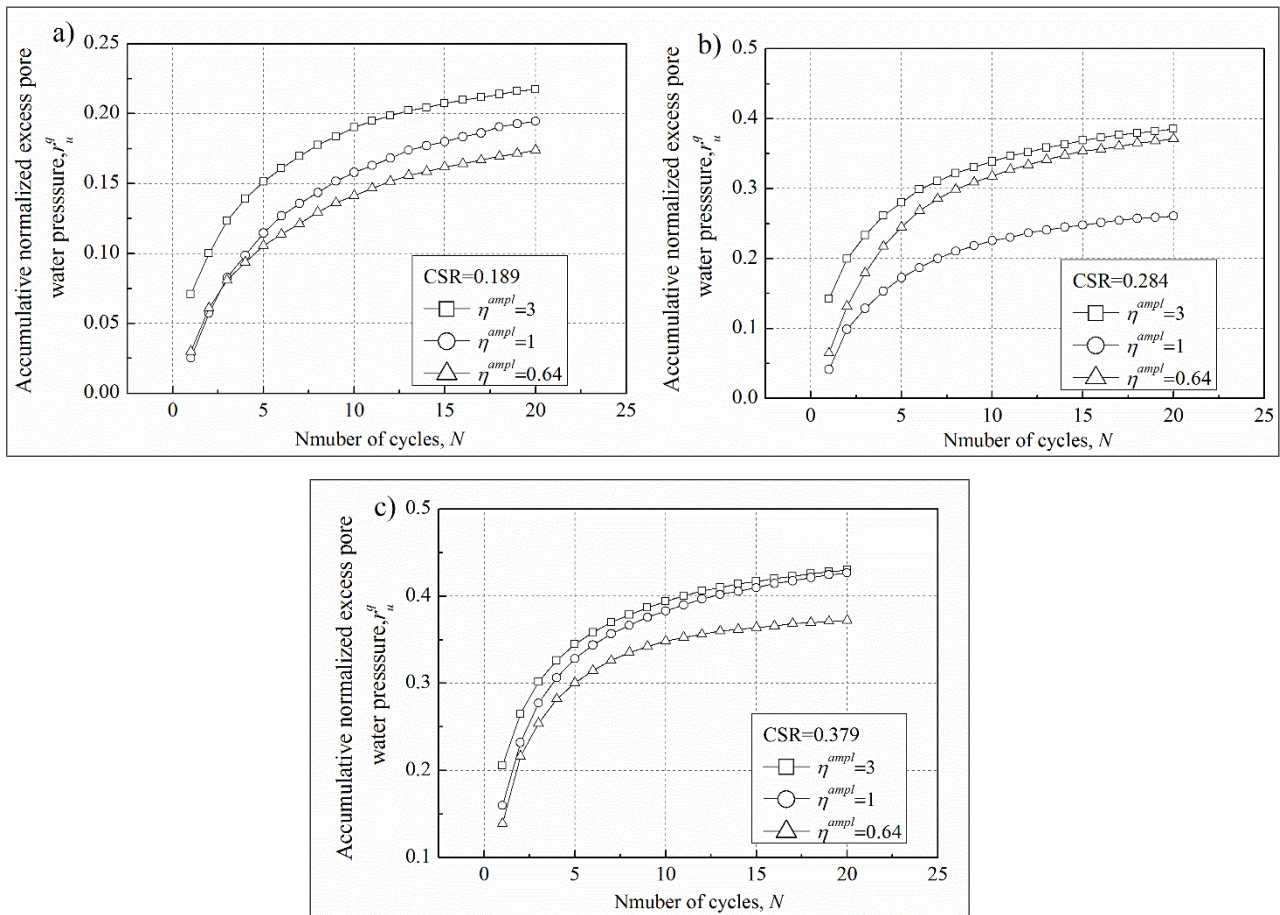 a)
Accumulative normalized excess pore
water presssure,r_u^q
0.25
0.20
0.15
0.10
0.05
0.00
CSR=0.189
η^ampl=3
η^ampl=1
η^ampl=0.64
0 5 10 15 20 25
Nmuber of cycles, N
b)
Accumulative normalized excess pore
water presssure,r_u^q
0.5
0.4
0.3
0.2
0.1
0.0
CSR=0.284
η^ampl=3
η^ampl=1
η^ampl=0.64
0 5 10 15 20 25
Nmuber of cycles, N
c)
Accumulative normalized excess pore
water presssure,r_u^q
0.5
0.4
0.3
0.2
0.1
CSR=0.379
η^ampl=3
η^ampl=1
η^ampl=0.64
0 5 10 15 20 25
Nmuber of cycles, N